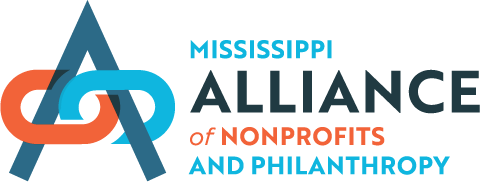 MISSISSIPPI
ALLIANCE
of NONPROFITS
AND PHILANTHROPY